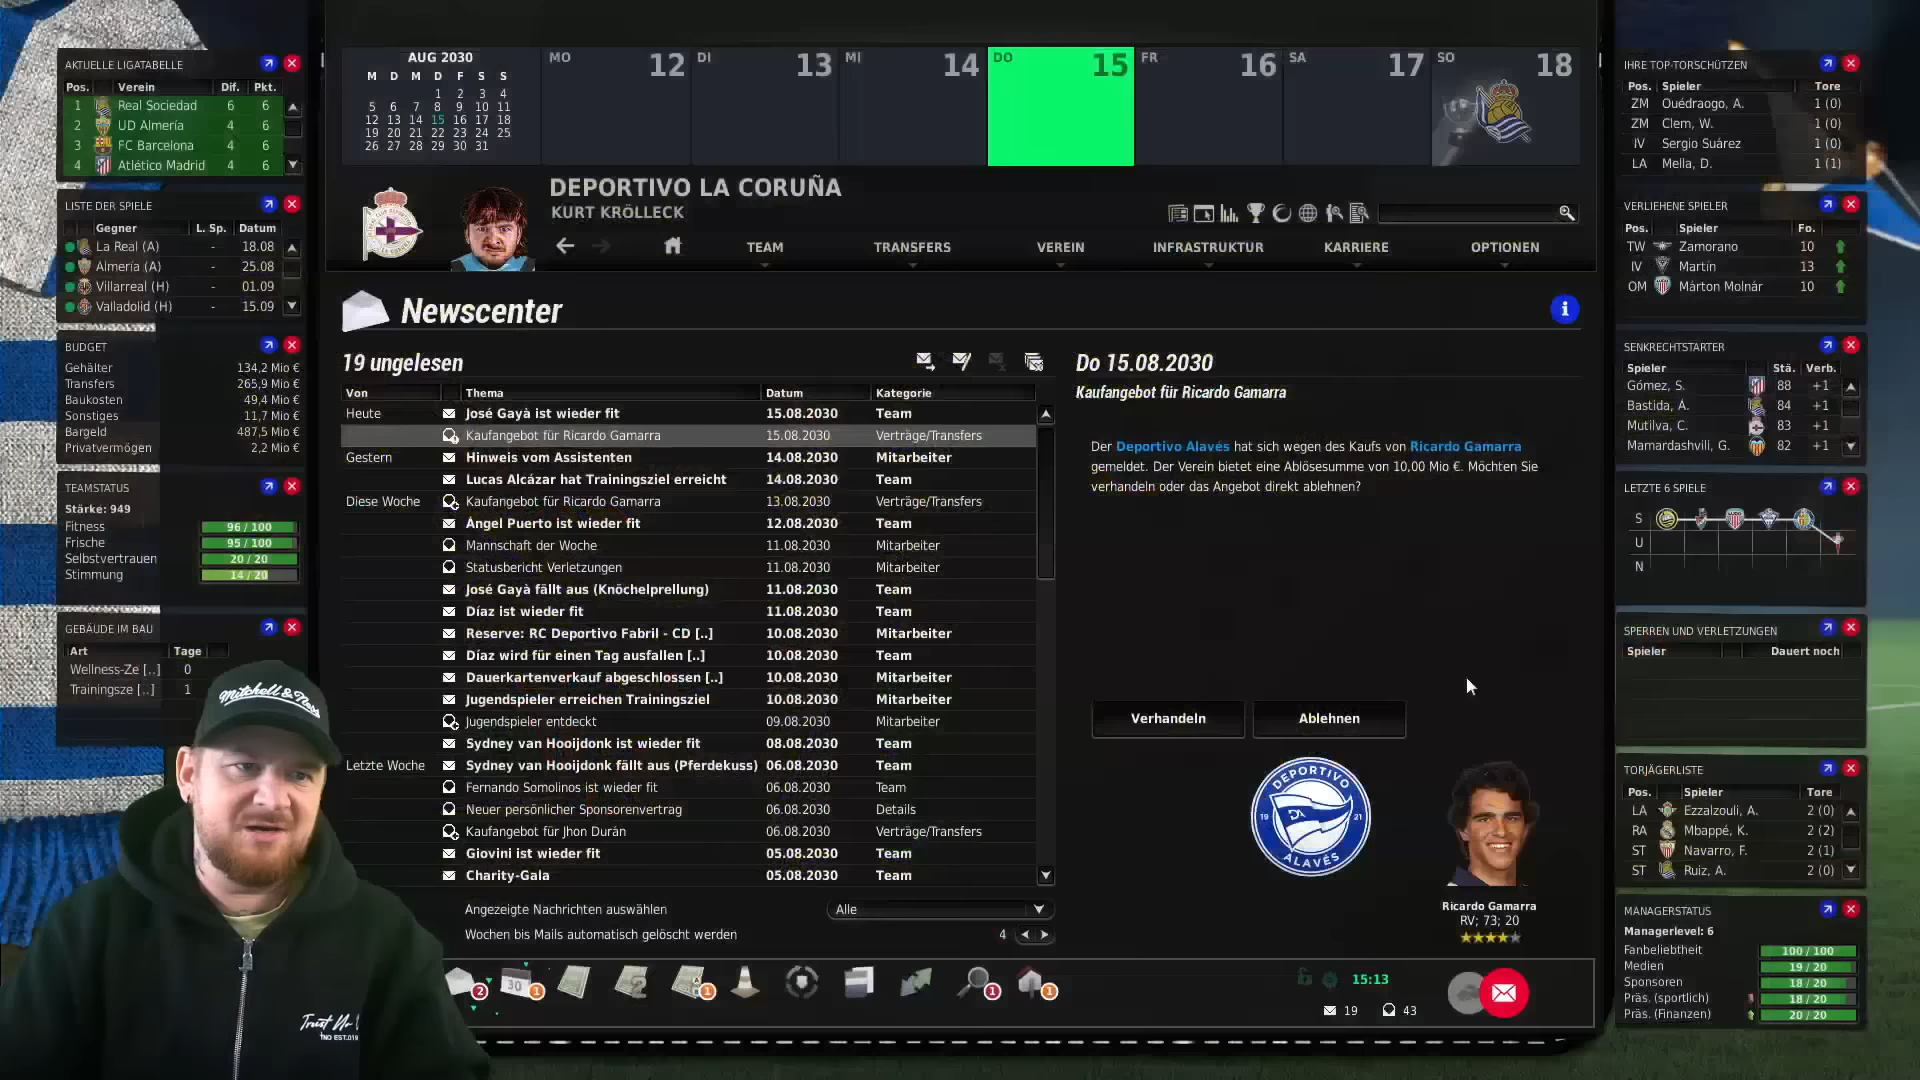 AKTUELLE LIGATABELLE
Pos. Verein Dif. Pkt.
1 Real Sociedad 6 6
2 UD Almería 4 6
3 FC Barcelona 4 6
4 Atlético Madrid 4 6
LISTE DER SPIELE
Gegner L. Sp. Datum
La Real (A) - 18.08
Almería (A) - 25.08
Villarreal (H) - 01.09
Valladolid (H) - 15.09
BUDGET
Gehälter 134,2 Mio €
Transfers 265,9 Mio €
Baukosten 49,4 Mio €
Sonstiges 11,7 Mio €
Bargeld 487,5 Mio €
Privatvermögen 2,2 Mio €
TEAMSTATUS
Stärke: 949
Fitness 96 / 100
Frische 95 / 100
Selbstvertrauen 20 / 20
Stimmung 14 / 20
GEBÄUDE IM BAU
Art Tage
Wellness-Ze [..] 0
Trainingsze [..] 1
AUG 2030
M D M D F S S
1 2 3 4
5 6 7 8 9 10 11
12 13 14 15 16 17 18
19 20 21 22 23 24 25
26 27 28 29 30 31
MO 12 DI 13 MI 14 DO 15 FR 16 SA 17 SO 18
DEPORTIVO LA CORUÑA
KURT KRÖLLECK
TEAM TRANSFERS VEREIN INFRASTRUKTUR KARRIERE OPTIONEN
Newscenter
19 ungelesen
Von Thema Datum Kategorie
Heute José Gayà ist wieder fit 15.08.2030 Team
Kaufangebot für Ricardo Gamarra 15.08.2030 Verträge/Transfers
Gestern Hinweis vom Assistenten 14.08.2030 Mitarbeiter
Lucas Alcázar hat Trainingsziel erreicht 14.08.2030 Team
Diese Woche Kaufangebot für Ricardo Gamarra 13.08.2030 Verträge/Transfers
Ángel Puerto ist wieder fit 12.08.2030 Team
Mannschaft der Woche 11.08.2030 Mitarbeiter
Statusbericht Verletzungen 11.08.2030 Mitarbeiter
José Gayà fällt aus (Knöchelprellung) 11.08.2030 Team
Díaz ist wieder fit 11.08.2030 Team
Reserve: RC Deportivo Fabril - CD [..] 10.08.2030 Mitarbeiter
Díaz wird für einen Tag ausfallen [..] 10.08.2030 Team
Dauerkartenverkauf abgeschlossen [..] 10.08.2030 Mitarbeiter
Jugendspieler erreichen Trainingsziel 10.08.2030 Mitarbeiter
Jugendspieler entdeckt 09.08.2030 Mitarbeiter
Sydney van Hooijdonk ist wieder fit 08.08.2030 Team
Letzte Woche Sydney van Hooijdonk fällt aus (Pferdekuss) 06.08.2030 Team
Fernando Somolinos ist wieder fit 06.08.2030 Team
Neuer persönlicher Sponsorenvertrag 06.08.2030 Details
Kaufangebot für Jhon Durán 06.08.2030 Verträge/Transfers
Giovini ist wieder fit 05.08.2030 Team
Charity-Gala 05.08.2030 Team
Angezeigte Nachrichten auswählen Alle
Wochen bis Mails automatisch gelöscht werden 4
Do 15.08.2030
Kaufangebot für Ricardo Gamarra
Der Deportivo Alavés hat sich wegen des Kaufs von Ricardo Gamarra
gemeldet. Der Verein bietet eine Ablösesumme von 10,00 Mio €. Möchten Sie
verhandeln oder das Angebot direkt ablehnen?
Verhandeln Ablehnen
DEPORTIVO
19 21
ALAVÉS
Ricardo Gamarra
RV; 73; 20
30
2 1 1 1 1
15:13
19 43
IHRE TOP-TORSCHÜTZEN
Pos. Spieler Tore
ZM Ouédraogo, A. 1 (0)
ZM Clem, W. 1 (0)
IV Sergio Suárez 1 (0)
LA Mella, D. 1 (1)
VERLIEHENE SPIELER
Pos. Spieler Fo.
TW Zamorano 10
IV Martín 13
OM Márton Molnár 10
SENKRECHTSTARTER
Spieler Stä. Verb.
Gómez, S. 88 +1
Bastida, Á. 84 +1
Mutilva, C. 83 +1
Mamardashvili, G. 82 +1
LETZTE 6 SPIELE
S
U
N
SPERREN UND VERLETZUNGEN
Spieler Dauert noch
TORJÄGERLISTE
Pos. Spieler Tore
LA Ezzalzouli, A. 2 (0)
RA Mbappé, K. 2 (2)
ST Navarro, F. 2 (1)
ST Ruiz, A. 2 (0)
MANAGERSTATUS
Managerlevel: 6
Fanbeliebtheit 100 / 100
Medien 19 / 20
Sponsoren 18 / 20
Präs. (sportlich) 18 / 20
Präs. (Finanzen) 20 / 20
Mitchell & Ness